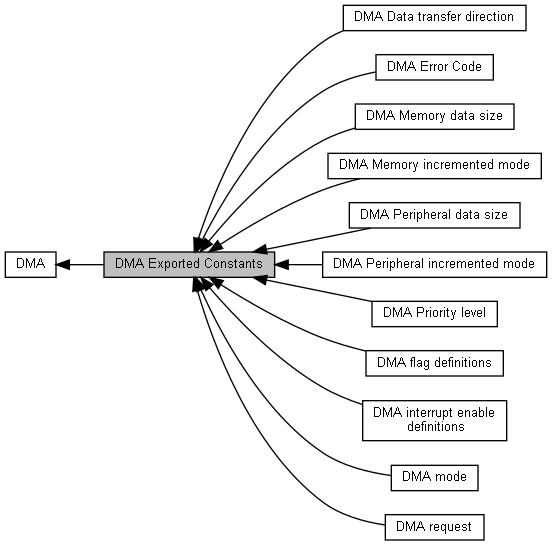 DMA Data transfer direction
DMA Error Code
DMA Memory data size
DMA Memory incremented mode
DMA Peripheral data size
DMA
DMA Exported Constants
DMA Peripheral incremented mode
DMA Priority level
DMA flag definitions
DMA interrupt enable
definitions
DMA mode
DMA request